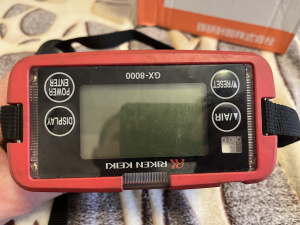 RIKEN KEIKI
▲/AIR
DISPLAY
▼/RESET
POWER
ENTER
GX-8000